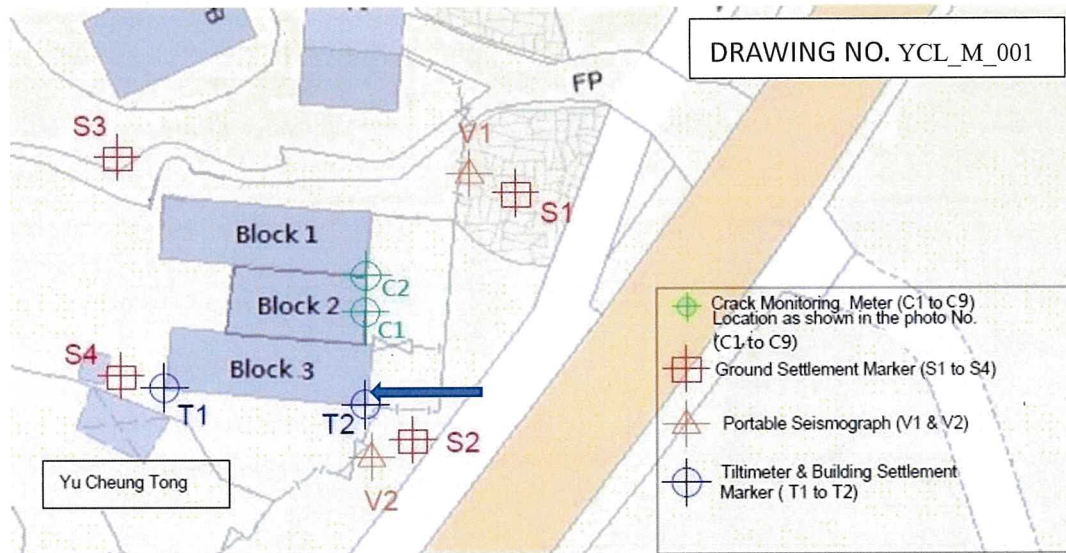 DRAWING NO. YCL_M_001
B
FP
S3
V1
S1
Block 1
C2
Block 2
C1
S4
Block 3
T1
T2
S2
V2
Yu Cheung Tong
Crack Monitoring Meter (C1 to C9)
Location as shown in the photo No.
(C1 to C9)
Ground Settlement Marker (S1 to S4)
Portable Seismograph (V1 & V2)
Tiltimeter & Building Settlement
Marker ( T1 to T2)